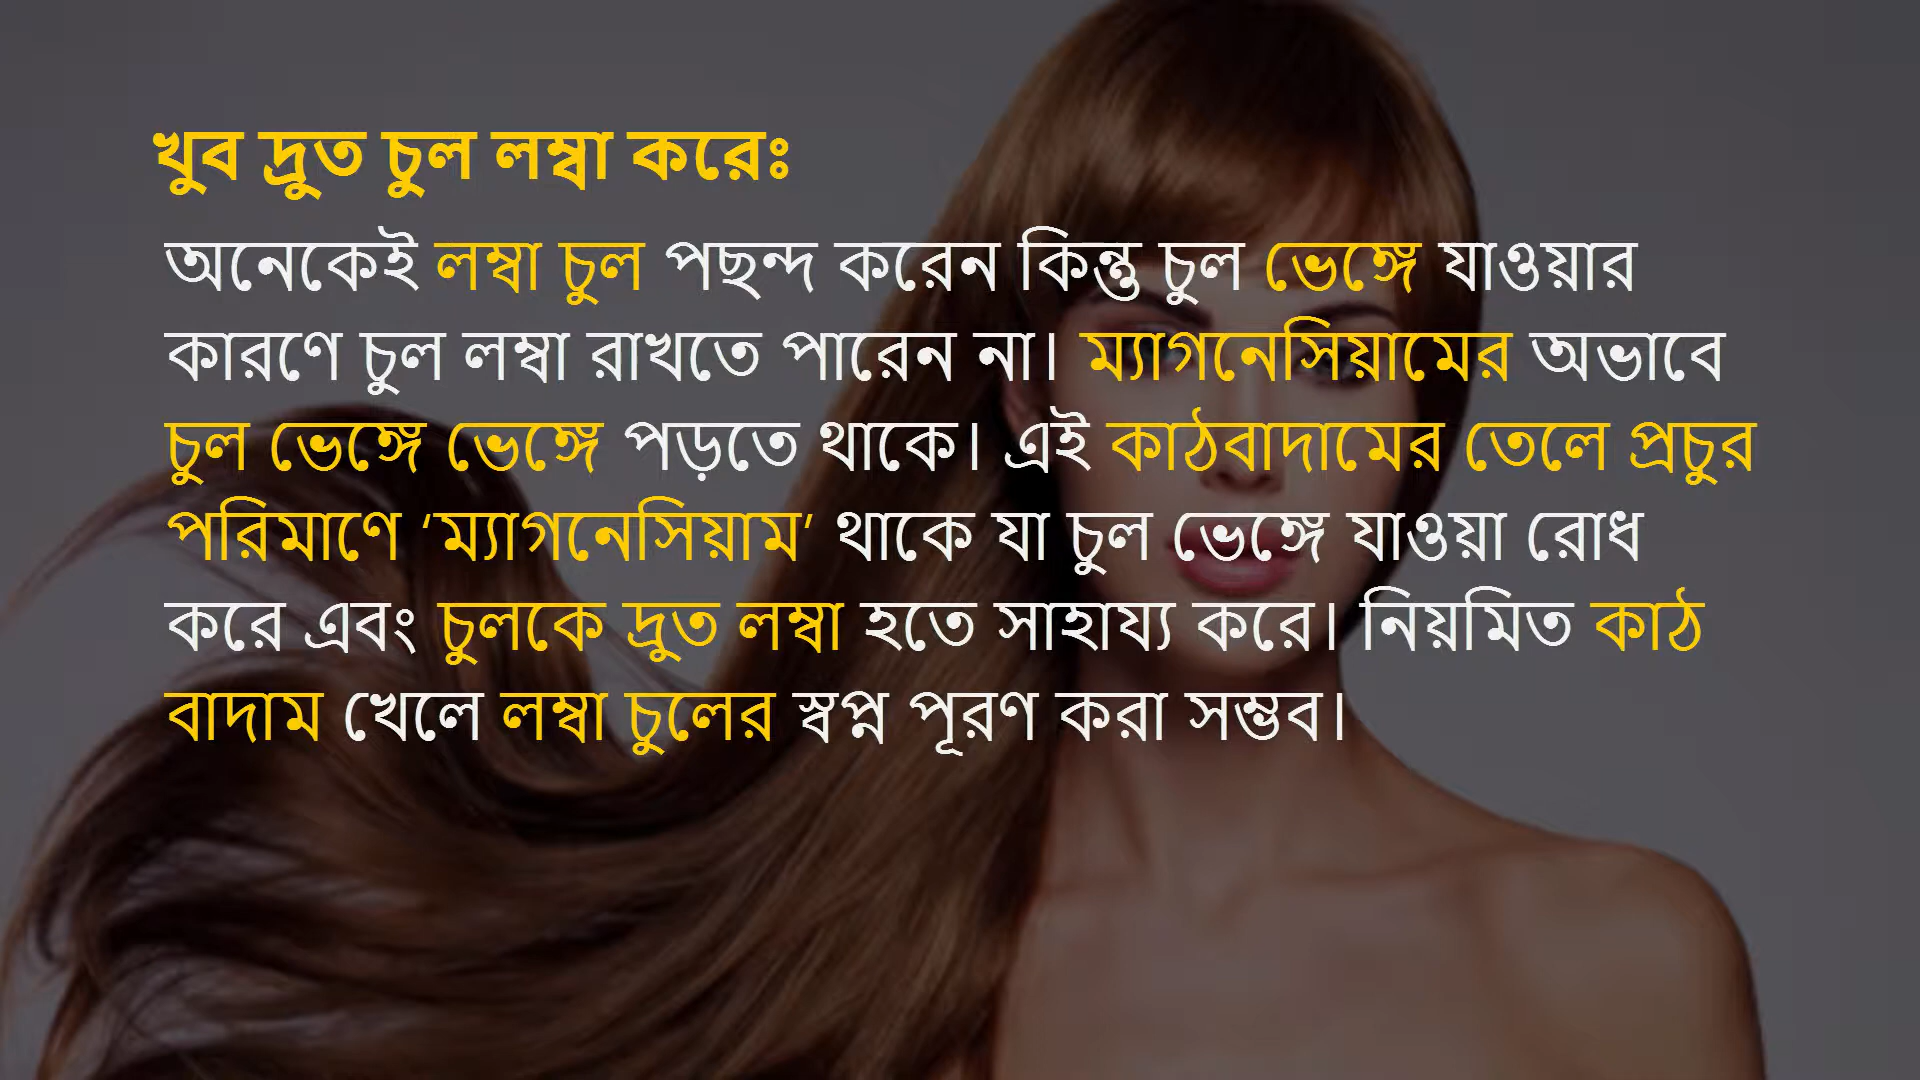 খুব দ্রুত চুল লম্বা করেঃ
অনেকেই লম্বা চুল পছন্দ করেন কিন্তু চুল ভেঙ্গে যাওয়ার
কারণে চুল লম্বা রাখতে পারেন না। ম্যাগনেসিয়ামের অভাবে
চুল ভেঙ্গে ভেঙ্গে পড়তে থাকে। এই কাঠবাদামের তেলে প্রচুর
পরিমাণে ‘ম্যাগনেসিয়াম’ থাকে যা চুল ভেঙ্গে যাওয়া রোধ
করে এবং চুলকে দ্রুত লম্বা হতে সাহায্য করে। নিয়মিত কাঠ
বাদাম খেলে লম্বা চুলের স্বপ্ন পূরণ করা সম্ভব।